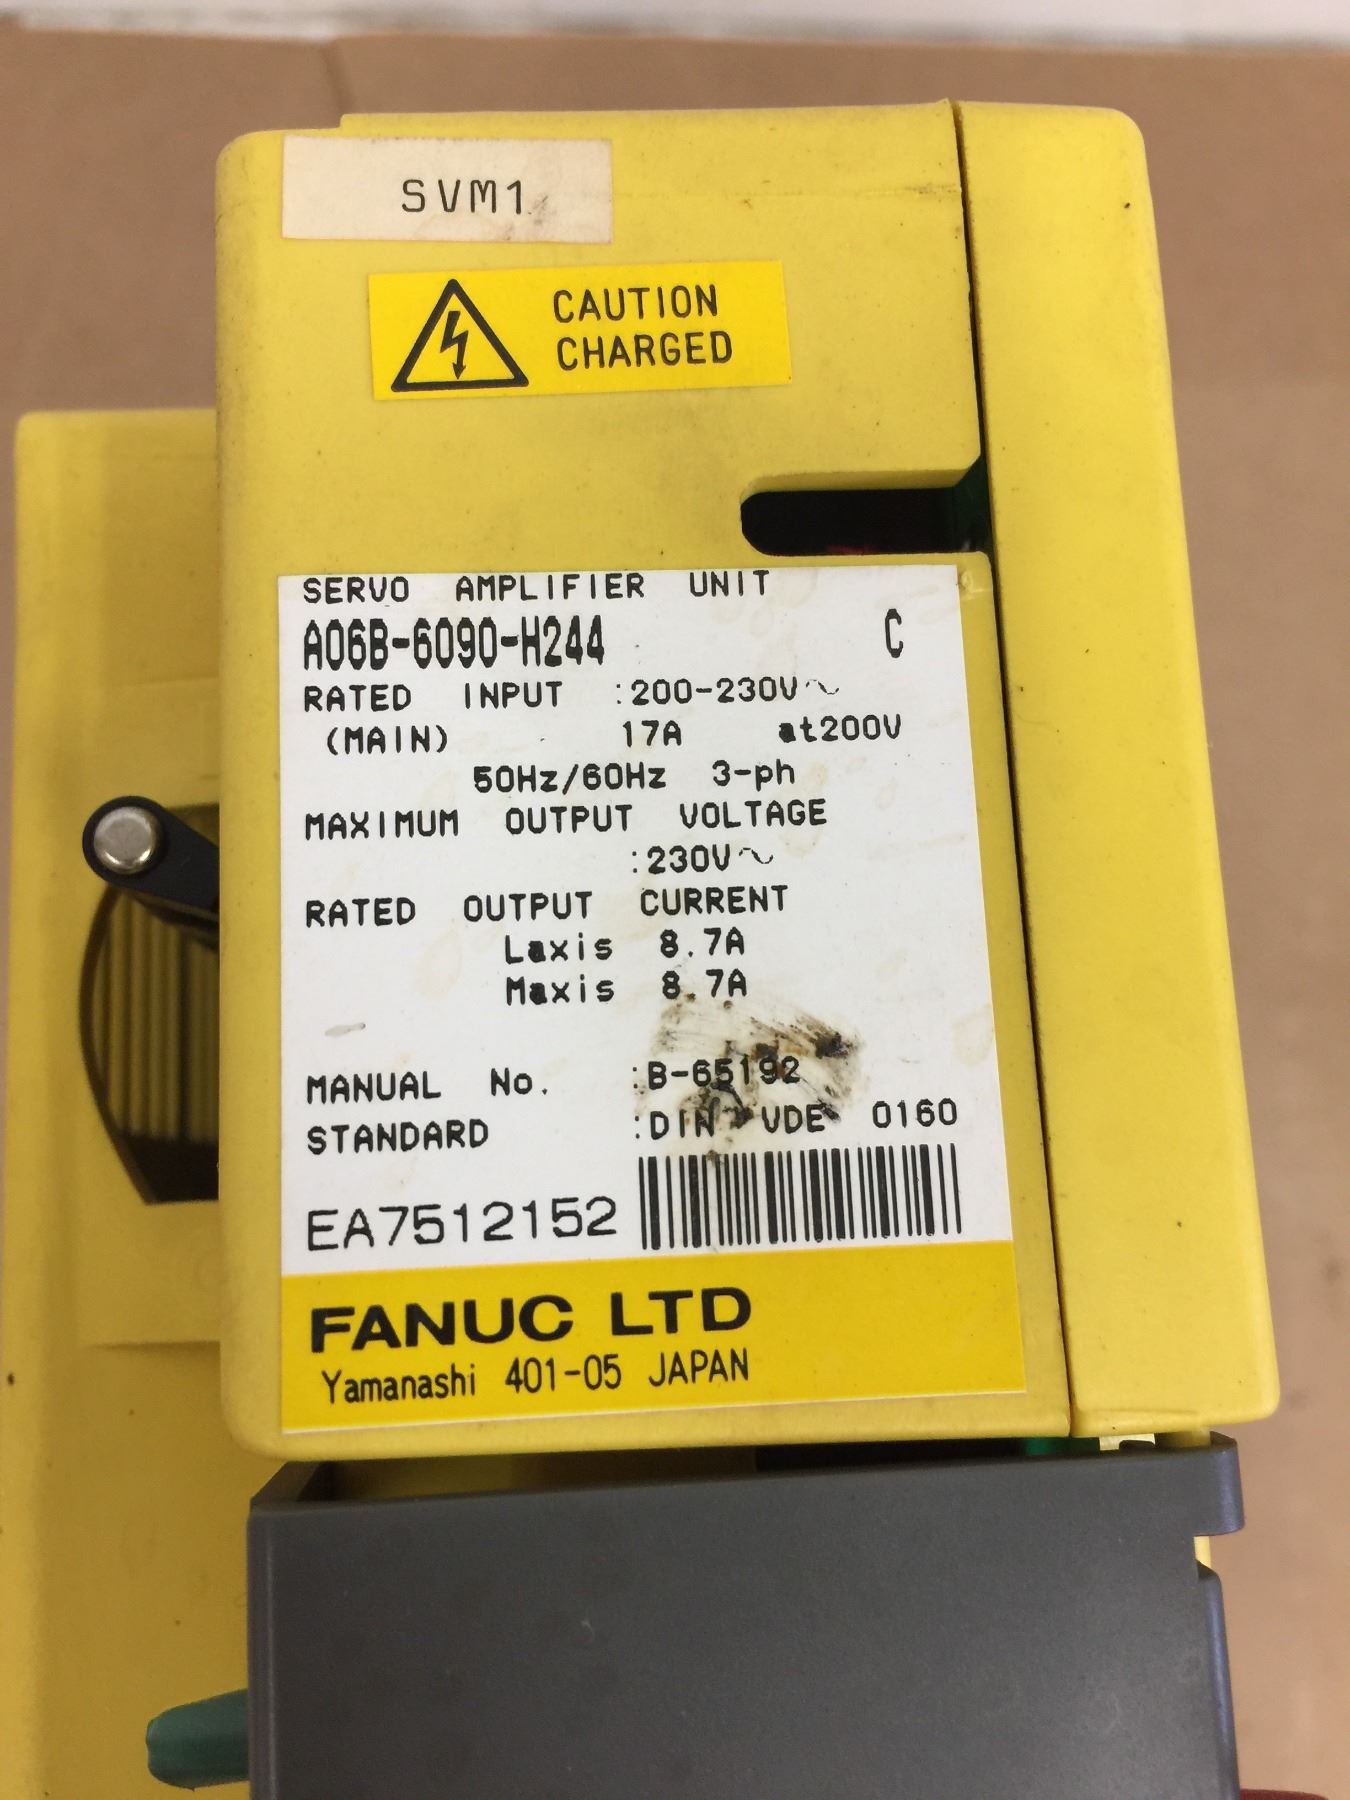 SVM1
CAUTION
CHARGED
SERVO AMPLIFIER UNIT
A06B-6090-H244 C
RATED INPUT :200-230V~
(MAIN) 17A at200V
50Hz/60Hz 3-ph
MAXIMUM OUTPUT VOLTAGE
:230V~
RATED OUTPUT CURRENT
Laxis 8.7A
Maxis 8.7A
MANUAL No. :B-65192
STANDARD :DIN VDE 0160
EA7512152
FANUC LTD
Yamanashi 401-05 JAPAN